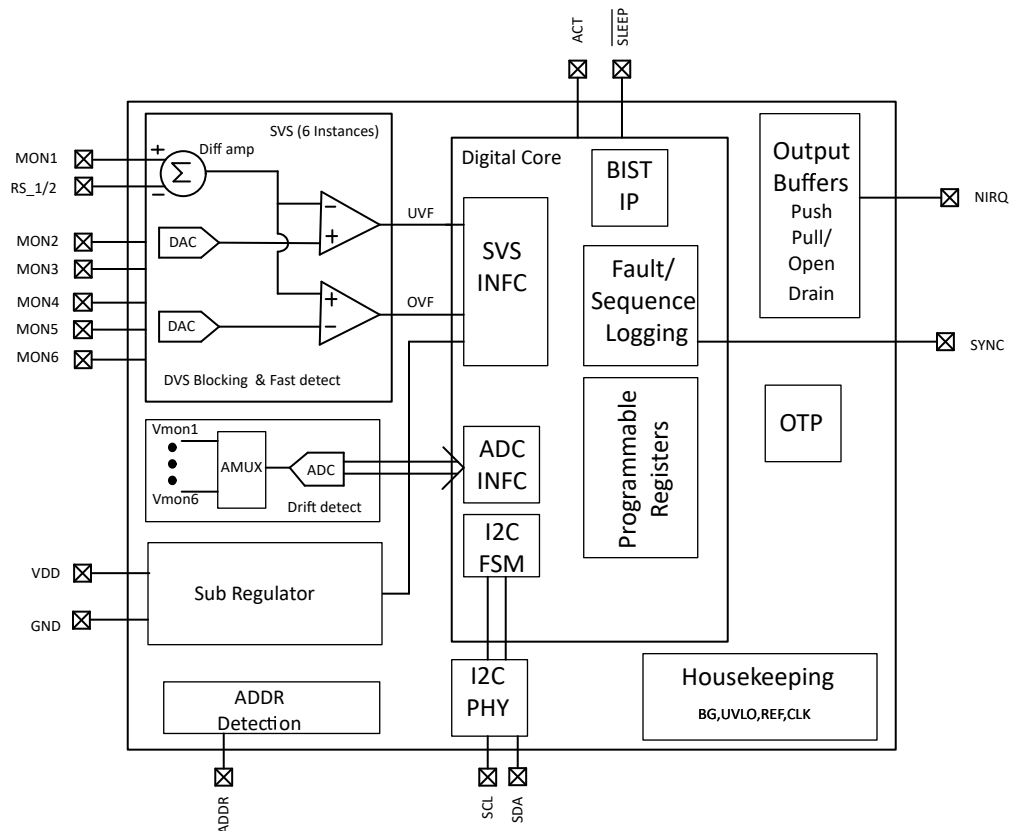 ACT
SLEEP
SVS (6 Instances)
Diff amp
+
Σ
−
MON1
RS_1/2
MON2
MON3
MON4
MON5
MON6
DAC
DAC
−
+
+
−
UVF
OVF
DVS Blocking & Fast detect
Digital Core
BIST
IP
SVS
INFC
Fault/
Sequence
Logging
Output
Buffers
Push
Pull/
Open
Drain
NIRQ
SYNC
OTP
Vmon1
Vmon6
AMUX
ADC
Drift detect
ADC
INFC
Programmable
Registers
I2C
FSM
VDD
GND
Sub Regulator
I2C
PHY
Housekeeping
BG,UVLO,REF,CLK
ADDR
Detection
ADDR
SCL
SDA